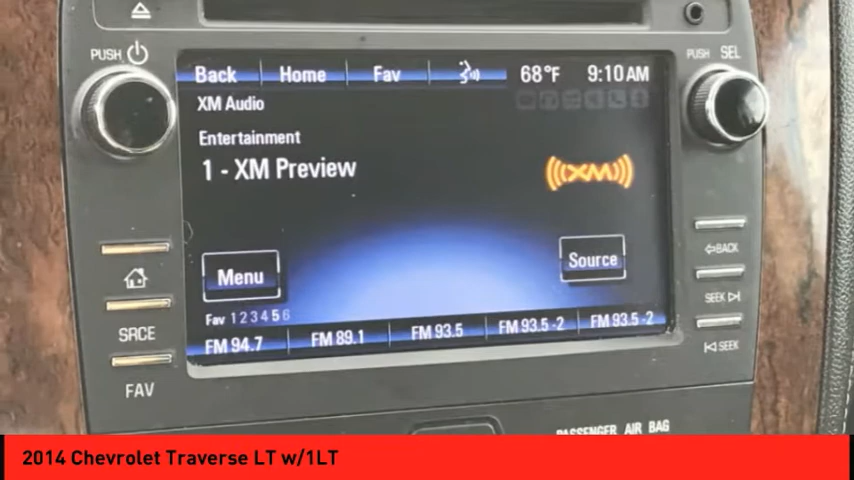 PUSH
PUSH SEL
Back Home Fav 68°F 9:10AM
XM Audio
Entertainment
1 - XM Preview
XM
Menu
Source
Fav 1 2 3 4 5 6
FM 94.7 FM 89.1 FM 93.5 FM 93.5 -2 FM 93.5 -2
SRCE
FAV
BACK
SEEK
SEEK
PASSENGER AIR BAG
2014 Chevrolet Traverse LT w/1LT